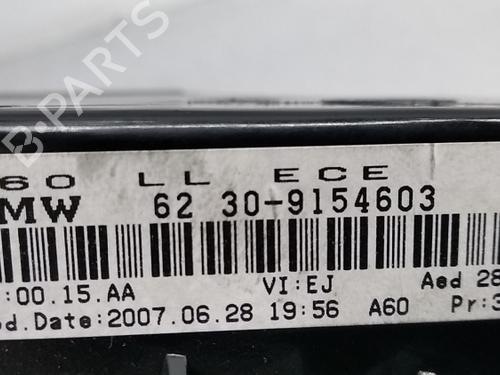 B-PARTS
60 LL ECE
MW 62 30-9154603
:00.15.AA VI:EJ Aed 28
od.Date:2007.06.28 19:56 A60 Pr:3